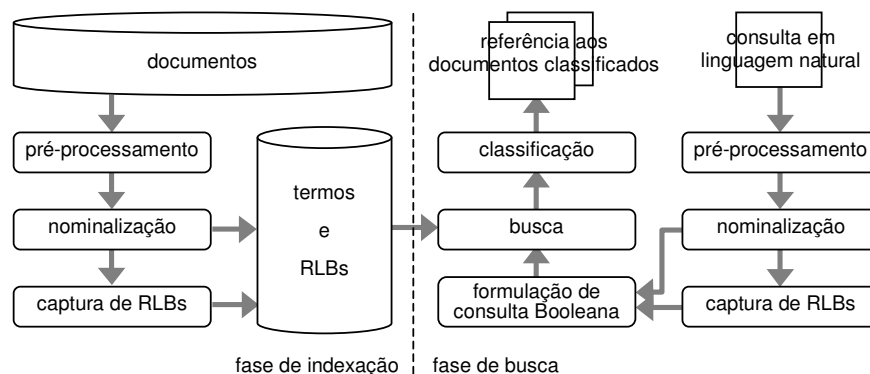 documentos
pré-processamento
nominalização
captura de RLBs
termos
e
RLBs
fase de indexação
referência aos
documentos classificados
classificação
busca
formulação de
consulta Booleana
fase de busca
consulta em
linguagem natural
pré-processamento
nominalização
captura de RLBs